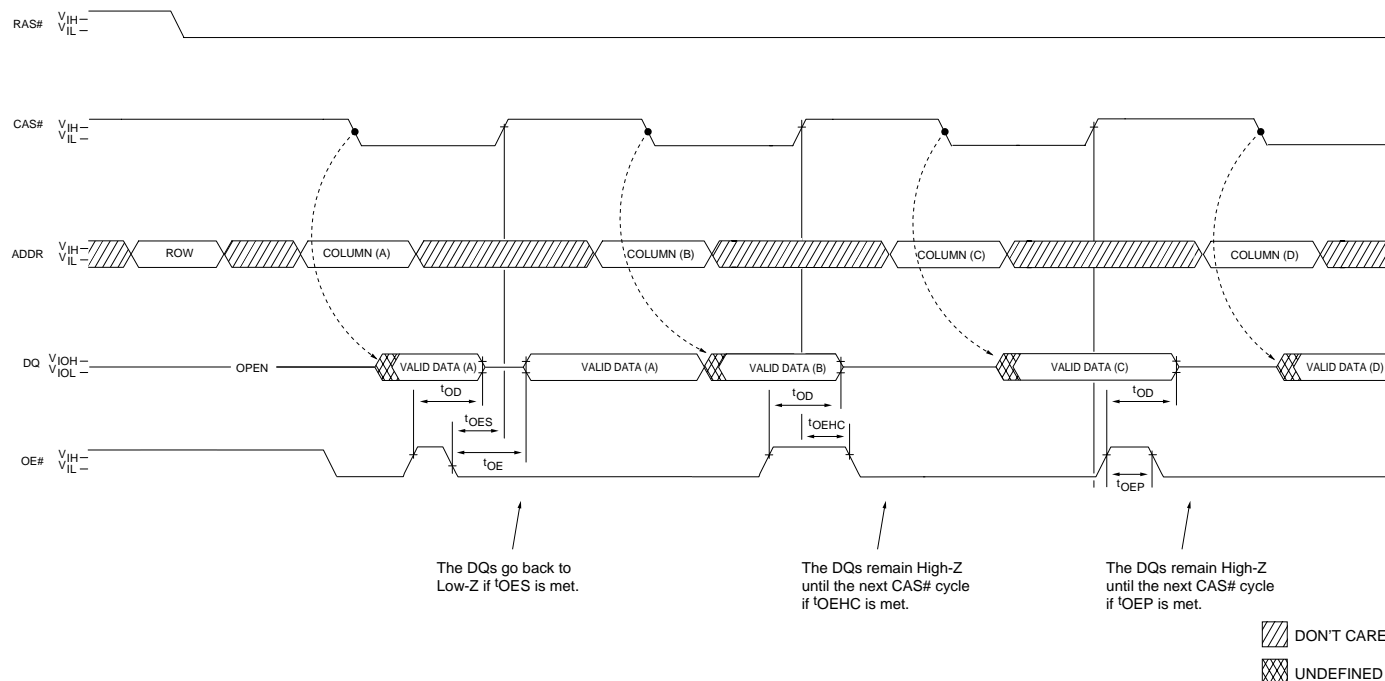 RAS# VIH VIL
CAS# VIH VIL
ADDR VIH VIL
ROW COLUMN (A) COLUMN (B) COLUMN (C) COLUMN (D)
DQ VIOH VIOL
OPEN VALID DATA (A) VALID DATA (A) VALID DATA (B) VALID DATA (C) VALID DATA (D)
tOD tOD tOD
tOES tOEHC
tOE
OE# VIH VIL
tOEP
The DQs go back to
Low-Z if tOES is met.
The DQs remain High-Z
until the next CAS# cycle
if tOEHC is met.
The DQs remain High-Z
until the next CAS# cycle
if tOEP is met.
DON'T CARE
UNDEFINED